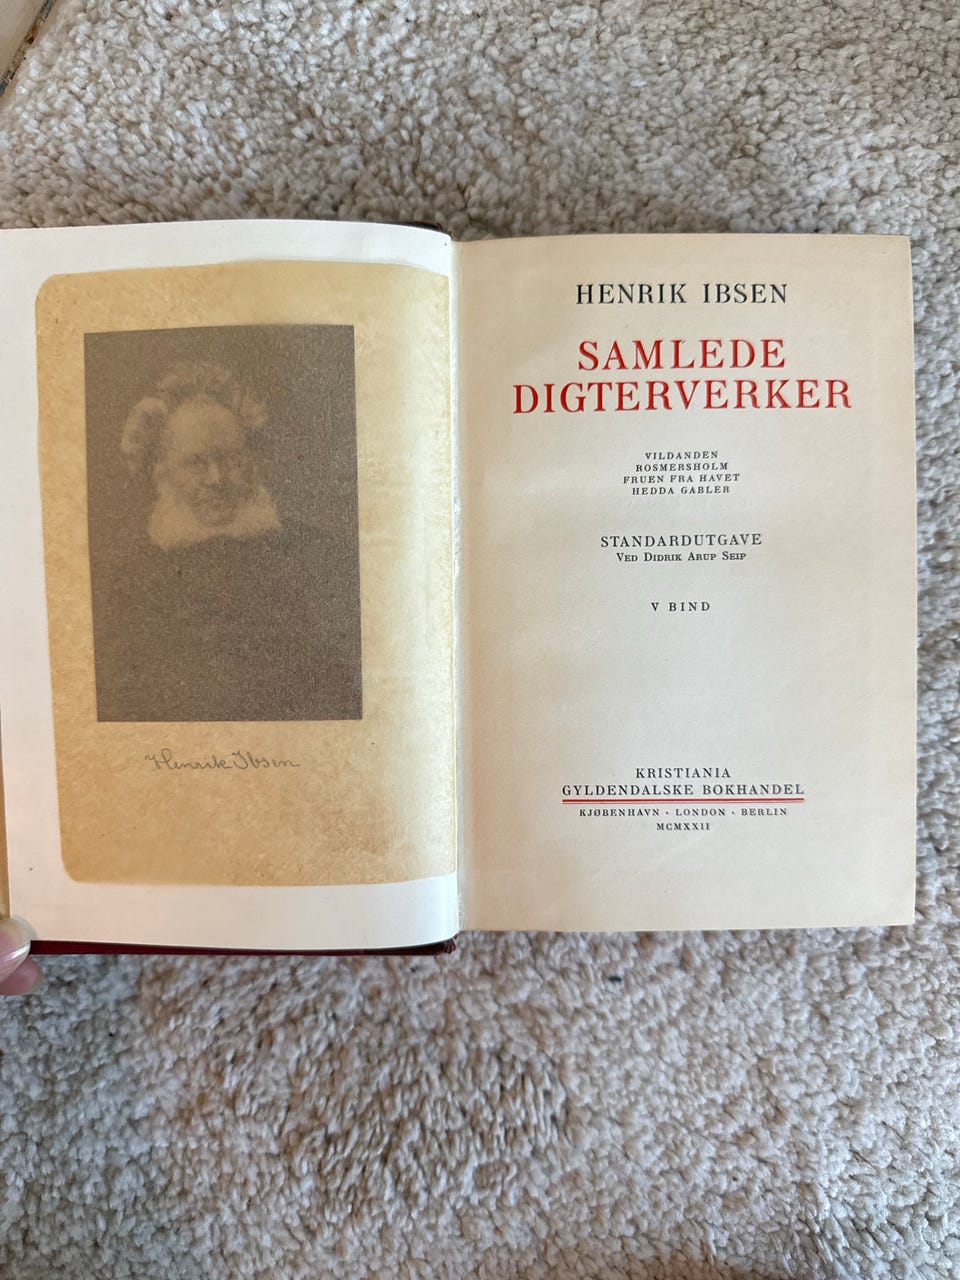 Henrik Ibsen
HENRIK IBSEN
SAMLEDE
DIGTERVERKER
VILDANDEN
ROSMERSHOLM
FRUEN FRA HAVET
HEDDA GABLER
STANDARDUTGAVE
VED DIDRIK ARUP SEIP
V BIND
KRISTIANIA
GYLDENDALSKE BOKHANDEL
KJØBENHAVN · LONDON · BERLIN
MCMXXII